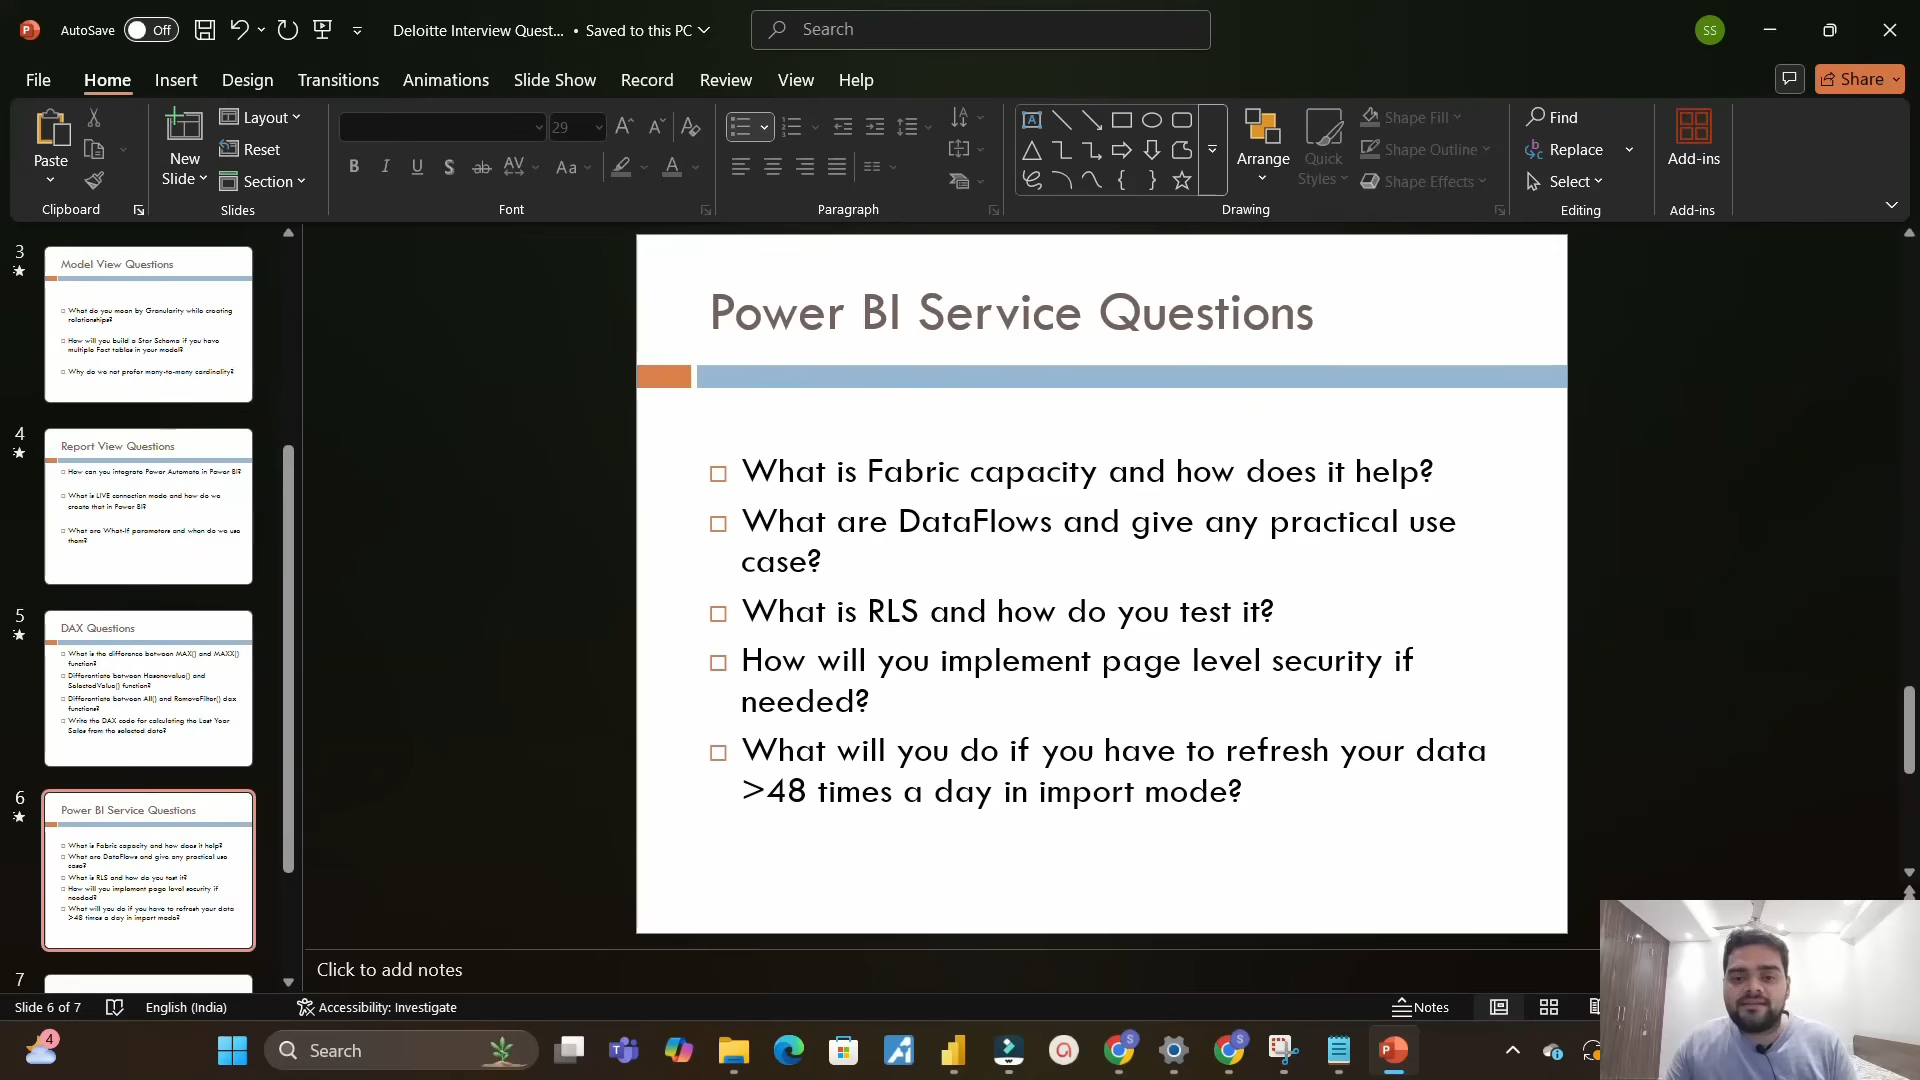 AutoSave
Off
Deloitte Interview Quest... • Saved to this PC
Search
SS
File
Home
Insert
Design
Transitions
Animations
Slide Show
Record
Review
View
Help
Share
Paste
New
Slide
Layout
Reset
Section
29
Arrange
Quick
Styles
Shape Fill
Shape Outline
Shape Effects
Find
Replace
Select
Add-ins
Clipboard
Slides
Font
Paragraph
Drawing
Editing
Add-ins
3
Model View Questions
What do you mean by Granularity while creating
relationships?
How will you build a Star Schema if you have
multiple Fact tables in your model?
Why do we not prefer many-to-many cardinality?
4
Report View Questions
How can you integrate Power Automate in Power BI?
What is LIVE connection mode and how do we
create that in Power BI?
What are What-If parameters and when do we use
them?
5
DAX Questions
What is the difference between MAX() and MAXX()
function?
Differentiate between Hasonevalue() and
SelectedValue() function?
Differentiate between All() and RemoveFilter() dax
functions?
Write the DAX code for calculating the Last Year
Sales from the selected date?
6
Power BI Service Questions
What is Fabric capacity and how does it help?
What are DataFlows and give any practical use
case?
What is RLS and how do you test it?
How will you implement page level security if
needed?
What will you do if you have to refresh your data
>48 times a day in import mode?
7
Power BI Service Questions
What is Fabric capacity and how does it help?
What are DataFlows and give any practical use
case?
What is RLS and how do you test it?
How will you implement page level security if
needed?
What will you do if you have to refresh your data
>48 times a day in import mode?
Click to add notes
Slide 6 of 7
English (India)
Accessibility: Investigate
Notes
4
Search